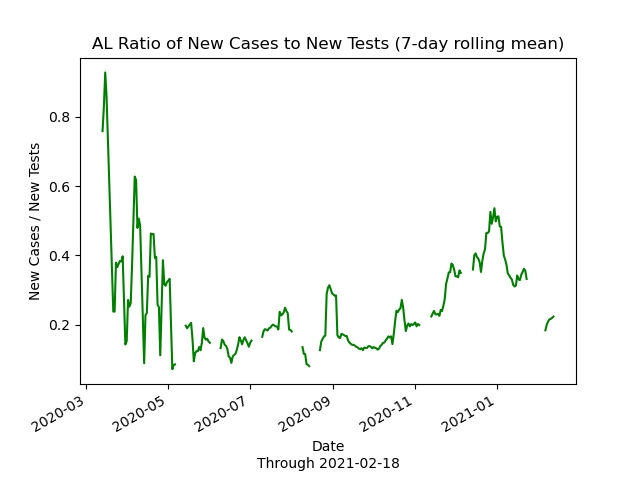 AL Ratio of New Cases to New Tests (7-day rolling mean)
New Cases / New Tests
0.8
0.6
0.4
0.2
2020-03
2020-05
2020-07
2020-09
2020-11
2021-01
Date
Through 2021-02-18